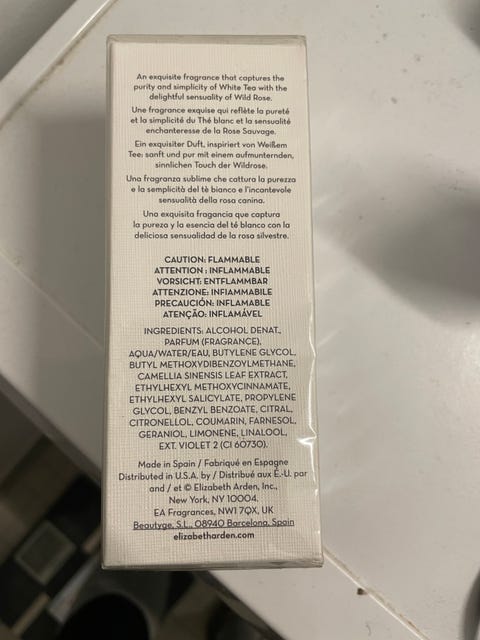 An exquisite fragrance that captures the
purity and simplicity of White Tea with the
delightful sensuality of Wild Rose.
Une fragrance exquise qui reflète la pureté
et la simplicité du Thé blanc et la sensualité
enchanteresse de la Rose Sauvage.
Ein exquisiter Duft, inspiriert von Weißem
Tee: sanft und pur mit einem aufmunternden,
sinnlichen Touch der Wildrose.
Una fragranza sublime che cattura la purezza
e la semplicità del tè bianco e l'incantevole
sensualità della rosa canina.
Una exquisita fragancia que captura
la pureza y la esencia del té blanco con la
deliciosa sensualidad de la rosa silvestre.
CAUTION: FLAMMABLE
ATTENTION : INFLAMMABLE
VORSICHT: ENTFLAMMBAR
ATTENZIONE: INFIAMMABILE
PRECAUCIÓN: INFLAMABLE
ATENÇÃO: INFLAMÁVEL
INGREDIENTS: ALCOHOL DENAT.,
PARFUM (FRAGRANCE),
AQUA/WATER/EAU, BUTYLENE GLYCOL,
BUTYL METHOXYDIBENZOYLMETHANE,
CAMELLIA SINENSIS LEAF EXTRACT,
ETHYLHEXYL METHOXYCINNAMATE,
ETHYLHEXYL SALICYLATE, PROPYLENE
GLYCOL, BENZYL BENZOATE, CITRAL,
CITRONELLOL, COUMARIN, FARNESOL,
GERANIOL, LIMONENE, LINALOOL,
EXT. VIOLET 2 (CI 60730).
Made in Spain / Fabriqué en Espagne
Distributed in U.S.A. by / Distribué aux É.-U. par
and / et © Elizabeth Arden, Inc.,
New York, NY 10004.
EA Fragrances, NW1 7QX, UK
Beautyge, S.L., 08940 Barcelona, Spain
elizabetharden.com